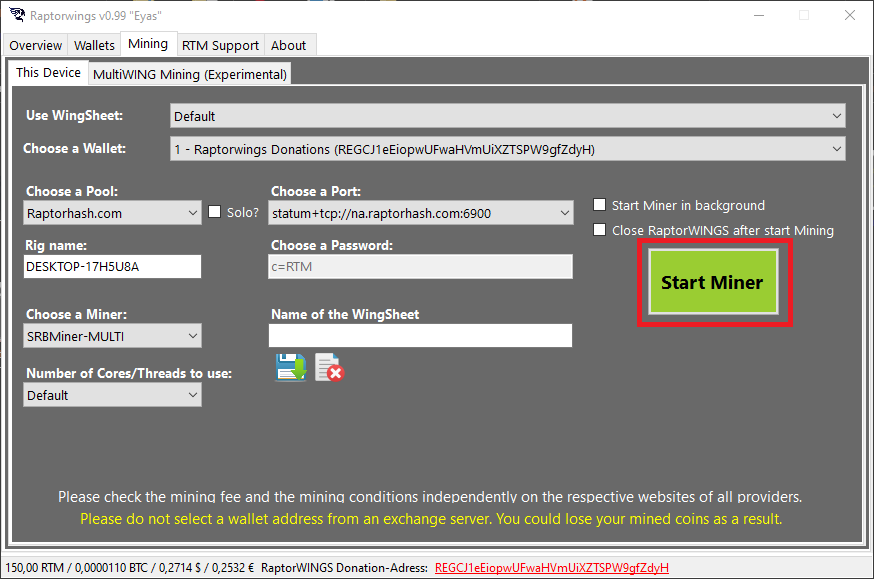 Raptorwings v0.99 "Eyas"
Overview Wallets Mining RTM Support About
This Device MultiWING Mining (Experimental)
Use WingSheet: Default
Choose a Wallet: 1 - Raptorwings Donations (REGCJ1eEiopwUFwaHVmUiXZTSPW9gfZdyH)
Choose a Pool: Choose a Port:
Raptorhash.com Solo? statum+tcp://na.raptorhash.com:6900 Start Miner in background
Close RaptorWINGS after start Mining
Rig name: Choose a Password:
DESKTOP-17H5U8A c=RTM Start Miner
Choose a Miner: Name of the WingSheet
SRBMiner-MULTI
Number of Cores/Threads to use:
Default
Please check the mining fee and the mining conditions independently on the respective websites of all providers.
Please do not select a wallet address from an exchange server. You could lose your mined coins as a result.
150,00 RTM / 0,0000110 BTC / 0,2714 $ / 0,2532 € RaptorWINGS Donation-Adress: REGCJ1eEiopwUFwaHVmUiXZTSPW9gfZdyH